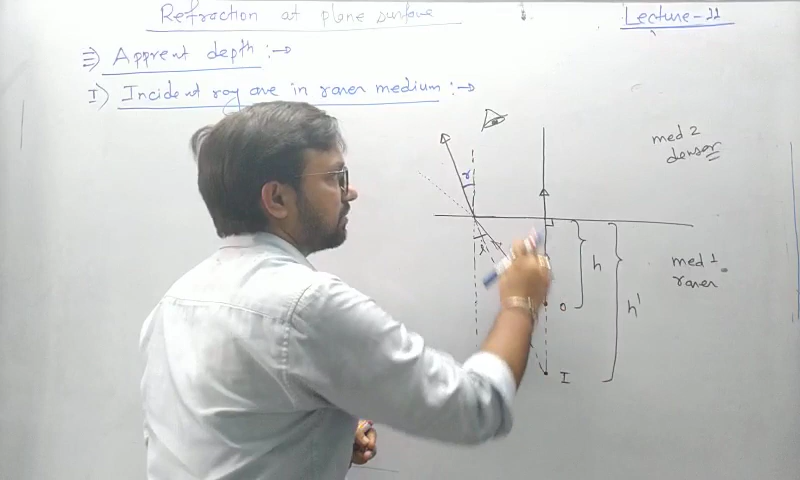 Refraction at plane surface
Lecture-11
⇒) Apprent depth :→
I) Incident ray are in rarer medium :→
med 2
denser
r
i
h
med 1
rarer
O
h'
I